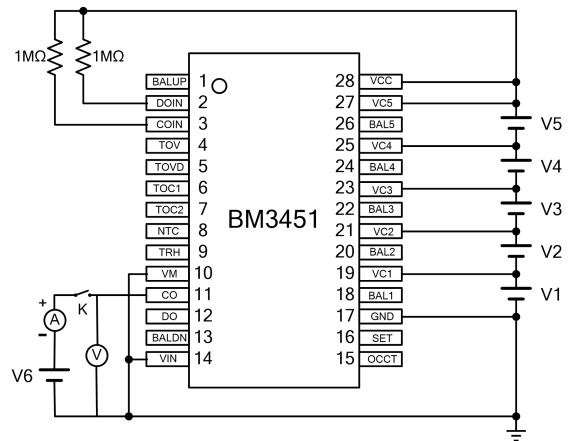 1MΩ 1MΩ
BALUP 1 28 VCC
DOIN 2 27 VC5
COIN 3 26 BAL5 V5
TOV 4 25 VC4
TOVD 5 24 BAL4 V4
TOC1 6 23 VC3
TOC2 7 BM3451 22 BAL3 V3
NTC 8 21 VC2
TRH 9 20 BAL2 V2
VM 10 19 VC1
+ K CO 11 18 BAL1 V1
A DO 12 17 GND
-
BALDN 13 16 SET
V6 V VIN 14 15 OCCT